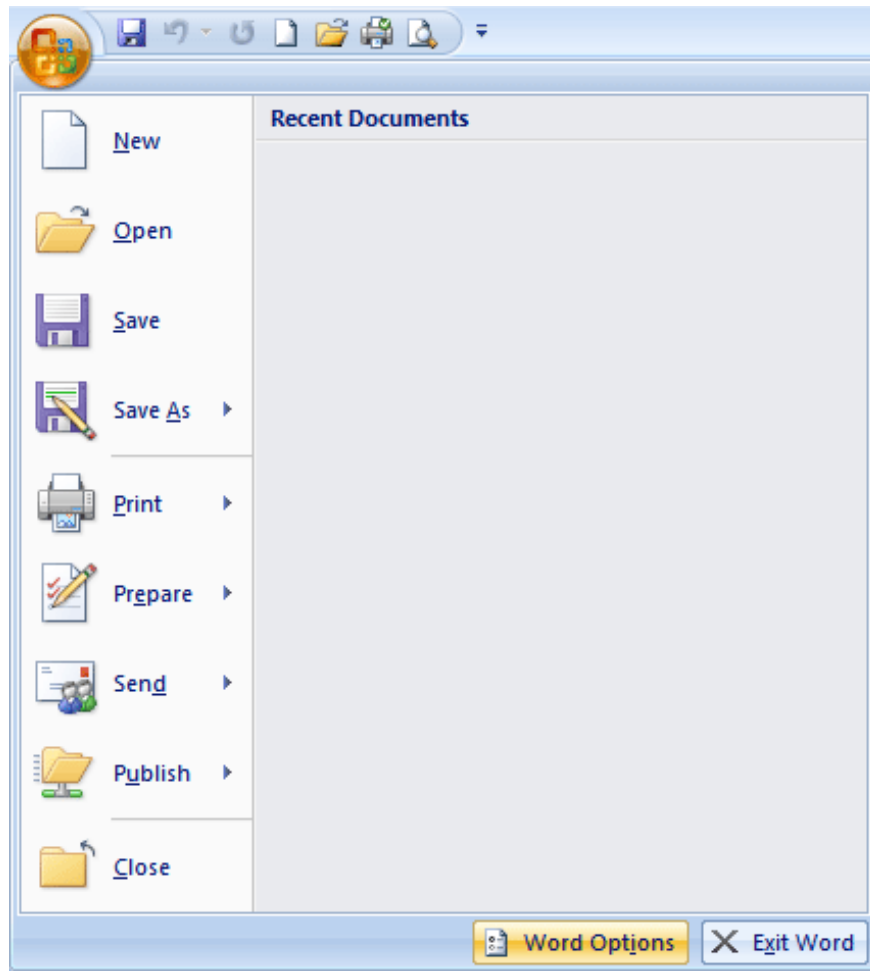 Recent Documents
New
Open
Save
Save As
Print
Prepare
Send
Publish
Close
Word Options
Exit Word